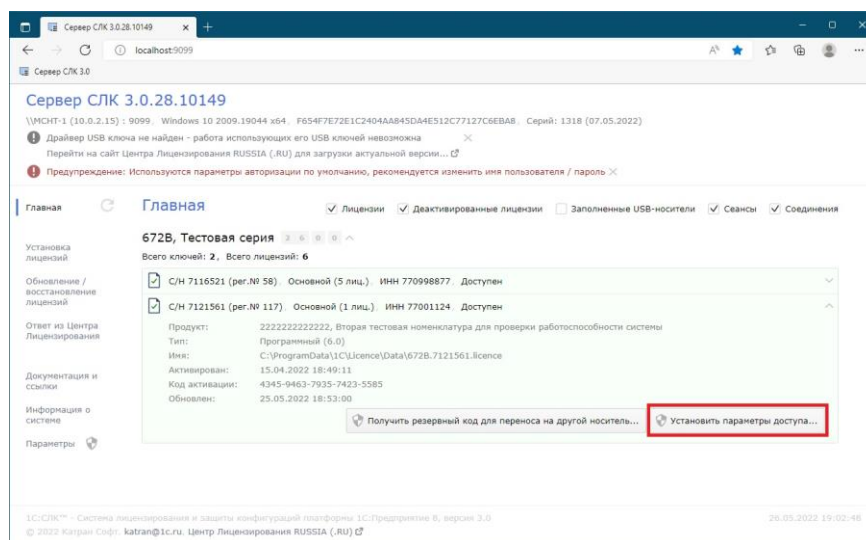 Сервер СЛК 3.0.28.10149
localhost:9099
Сервер СЛК 3.0
Сервер СЛК 3.0.28.10149
\\MCHT-1 (10.0.2.15) : 9099, Windows 10 2009.19044 x64, F654F7E72E1C2404AA845DA4E512C77127C6EBA8, Серий: 1318 (07.05.2022)
Драйвер USB ключа не найден - работа использующих его USB ключей невозможна
Перейти на сайт Центра Лицензирования RUSSIA (.RU) для загрузки актуальной версии...
Предупреждение: Используются параметры авторизации по умолчанию, рекомендуется изменить имя пользователя / пароль
Главная
Установка лицензий
Обновление / восстановление лицензий
Ответ из Центра Лицензирования
Документация и ссылки
Информация о системе
Параметры
Главная
Лицензии Деактивированные лицензии Заполненные USB-носители Сеансы Соединения
672B, Тестовая серия 2 6 0 0
Всего ключей: 2, Всего лицензий: 6
С/Н 7116521 (рег.№ 58), Основной (5 лиц.), ИНН 770998877, Доступен
С/Н 7121561 (рег.№ 117), Основной (1 лиц.), ИНН 77001124, Доступен
Продукт: 2222222222222, Вторая тестовая номенклатура для проверки работоспособности системы
Тип: Программный (6.0)
Имя: C:\ProgramData\1C\Licence\Data\672B.7121561.licence
Активирован: 15.04.2022 18:49:11
Код активации: 4345-9463-7935-7423-5585
Обновлен: 25.05.2022 18:53:00
Получить резервный код для переноса на другой носитель...
Установить параметры доступа...
1С:СЛК™ - Система лицензирования и защиты конфигураций платформы 1С:Предприятие 8, версия 3.0
26.05.2022 19:02:46
© 2022 Катран Софт, katran@1c.ru. Центр Лицензирования RUSSIA (.RU)